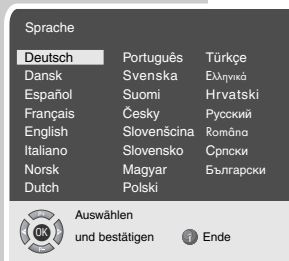 Sprache
Deutsch Português Türkçe
Dansk Svenska Ελληνικά
Español Suomi Hrvatski
Français Česky Русский
English Slovenščina Româna
Italiano Slovensko Српски
Norsk Magyar Български
Dutch Polski
Auswählen
OK und bestätigen i Ende